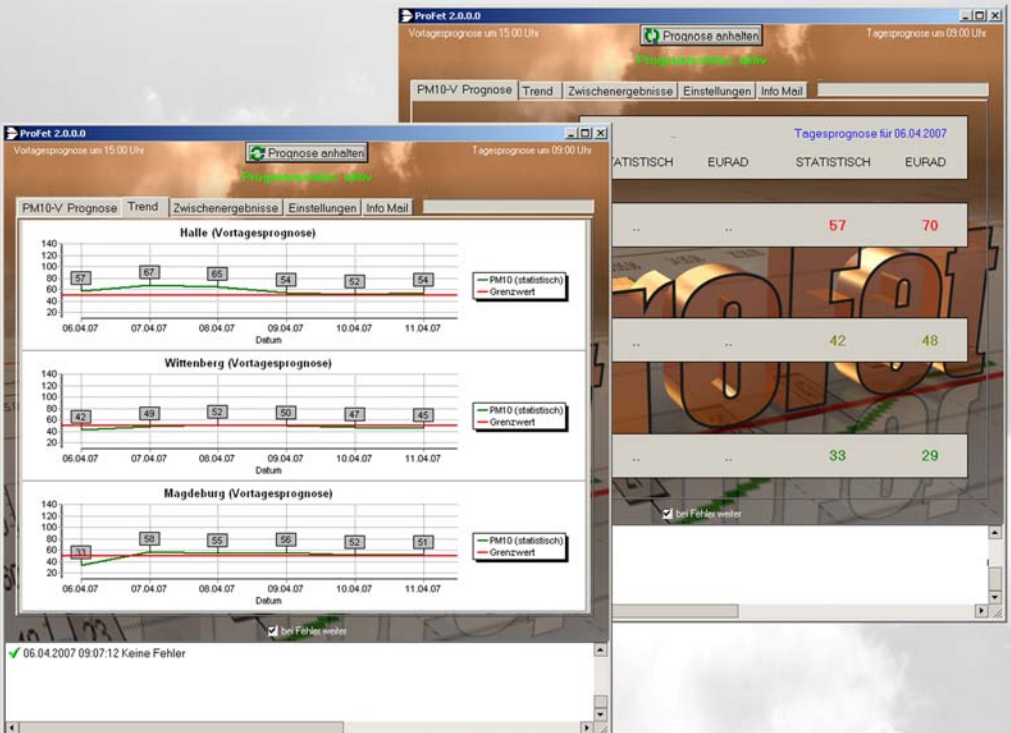 ProFet 2.0.0.0
Vortagesprognose um 15:00 Uhr
Prognose anhalten
Tagesprognose um 09:00 Uhr
Programmstatus: aktiv
PM10-V Prognose Trend Zwischenergebnisse Einstellungen Info Mail
Tagesprognose für 06.04.2007
EURAD STATISTISCH EURAD
.. .. 57 70
.. .. 42 48
.. .. 33 29
bei Fehler weiter
ProFet 2.0.0.0
Vortagesprognose um 15:00 Uhr
Prognose anhalten
Tagesprognose um 09:00 Uhr
Programmstatus: aktiv
PM10-V Prognose Trend Zwischenergebnisse Einstellungen Info Mail
Halle (Vortagesprognose)
140
120
100
80
60
40
20
57 67 65 54 52 54
PM10 (statistisch)
Grenzwert
06.04.07 07.04.07 08.04.07 09.04.07 10.04.07 11.04.07
Datum
Wittenberg (Vortagesprognose)
140
120
100
80
60
40
20
42 49 52 50 47 45
PM10 (statistisch)
Grenzwert
06.04.07 07.04.07 08.04.07 09.04.07 10.04.07 11.04.07
Datum
Magdeburg (Vortagesprognose)
140
120
100
80
60
40
20
33 58 55 56 52 51
PM10 (statistisch)
Grenzwert
06.04.07 07.04.07 08.04.07 09.04.07 10.04.07 11.04.07
Datum
bei Fehler weiter
06.04.2007 09:07:12 Keine Fehler